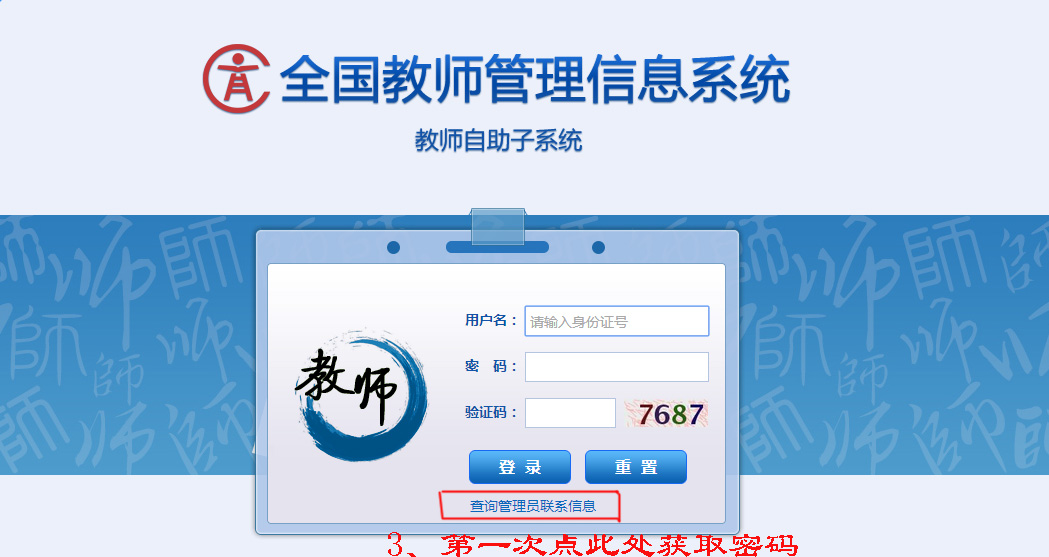 全国教师管理信息系统
教师自助子系统
教师
用户名： 请输入身份证号
密 码：
验证码： 7687
登 录 重 置
查询管理员联系信息
3、第一次点此处获取密码